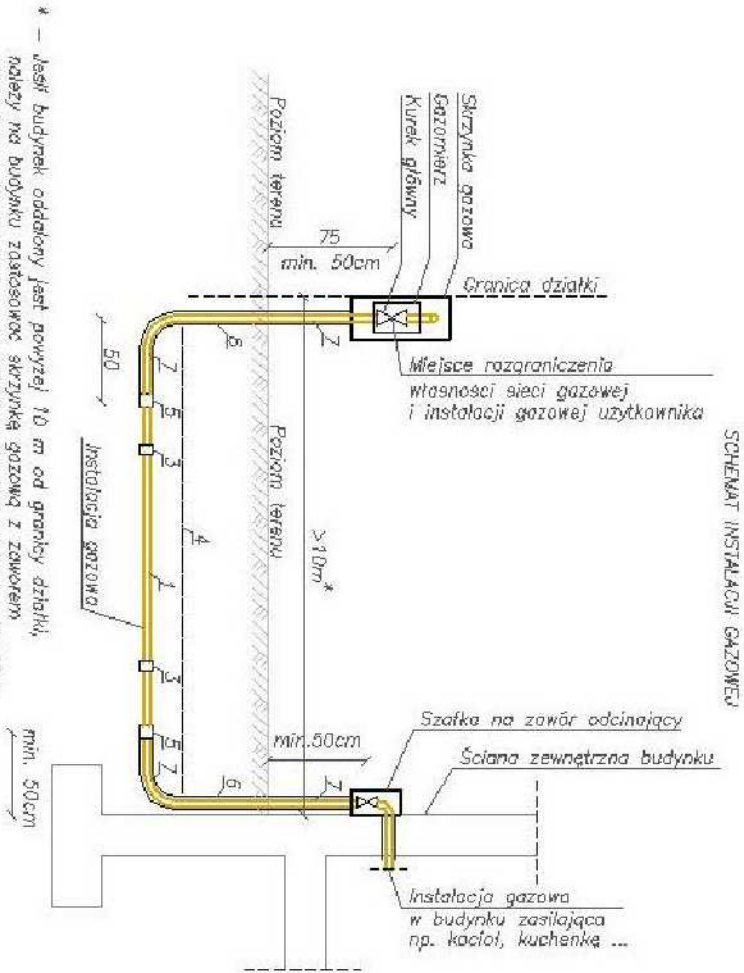 SCHEMAT INSTALACJI GAZOWEJ
Skrzynka gazowa
Gazomierz
Kurek główny
Granica działki
Miejsce rozgraniczenia
własności sieci gazowej
i instalacji gazowej użytkownika
75
min. 50cm
Poziom terenu
Poziom terenu
>10m*
min.50cm
Szafka na zawór odcinający
Ściana zewnętrzna budynku
Instalacja gazowa
w budynku zasilająca
np. kocioł, kuchenkę ...
6
7
7
5
3
4
1
3
5
7
6
7
50
min. 50cm
Instalacja gazowa
* – Jeśli budynek oddalony jest powyżej 10 m od granicy działki,
należy na budynku zastosować skrzynkę gazową z zaworem